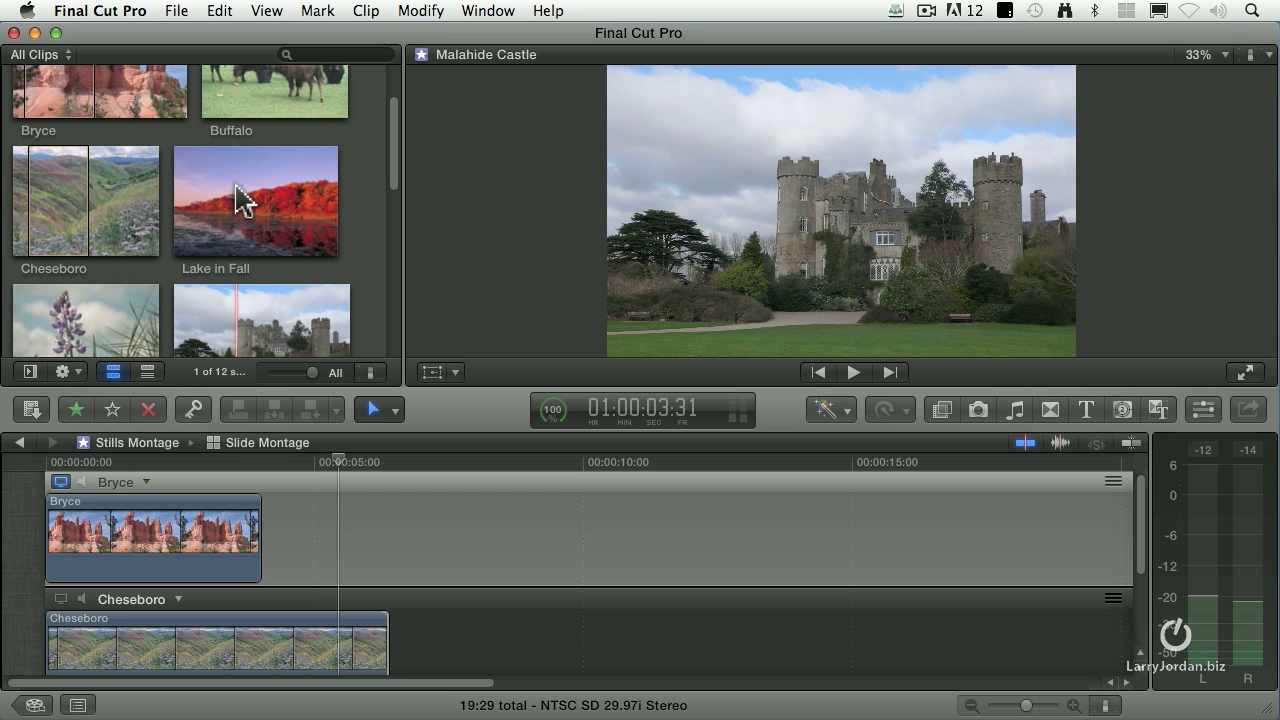 Final Cut Pro File Edit View Mark Clip Modify Window Help 12
Final Cut Pro
All Clips
Malahide Castle 33%
Bryce Buffalo
Cheseboro Lake in Fall
1 of 12 s... All
100 % 01:00:03:31
HR MIN SEC FR
Stills Montage Slide Montage
00:00:00:00 00:00:05:00 00:00:10:00 00:00:15:00
-12 -14
6
0
-6
-12
-20
-30
-50
L R
Bryce
Bryce
Cheseboro
Cheseboro
LarryJordan.biz
19:29 total - NTSC SD 29.97i Stereo